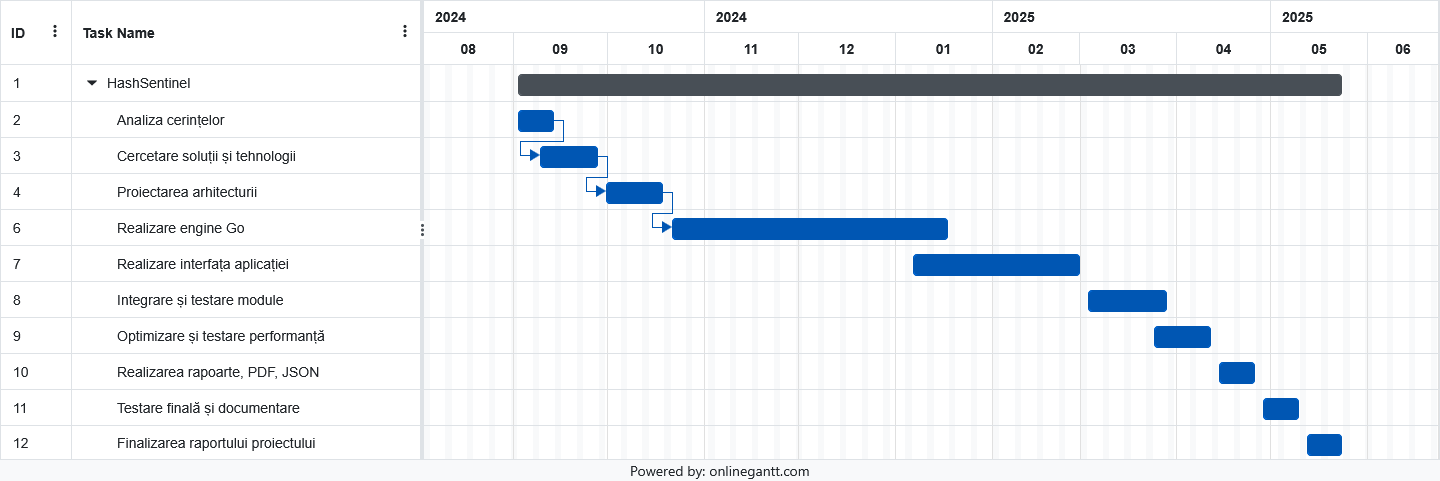 2024 2024 2025 2025
ID Task Name
08 09 10 11 12 01 02 03 04 05 06
1 HashSentinel
2 Analiza cerințelor
3 Cercetare soluții și tehnologii
4 Proiectarea arhitecturii
6 Realizare engine Go
7 Realizare interfața aplicației
8 Integrare și testare module
9 Optimizare și testare performanță
10 Realizarea rapoarte, PDF, JSON
11 Testare finală și documentare
12 Finalizarea raportului proiectului
Powered by: onlinegantt.com